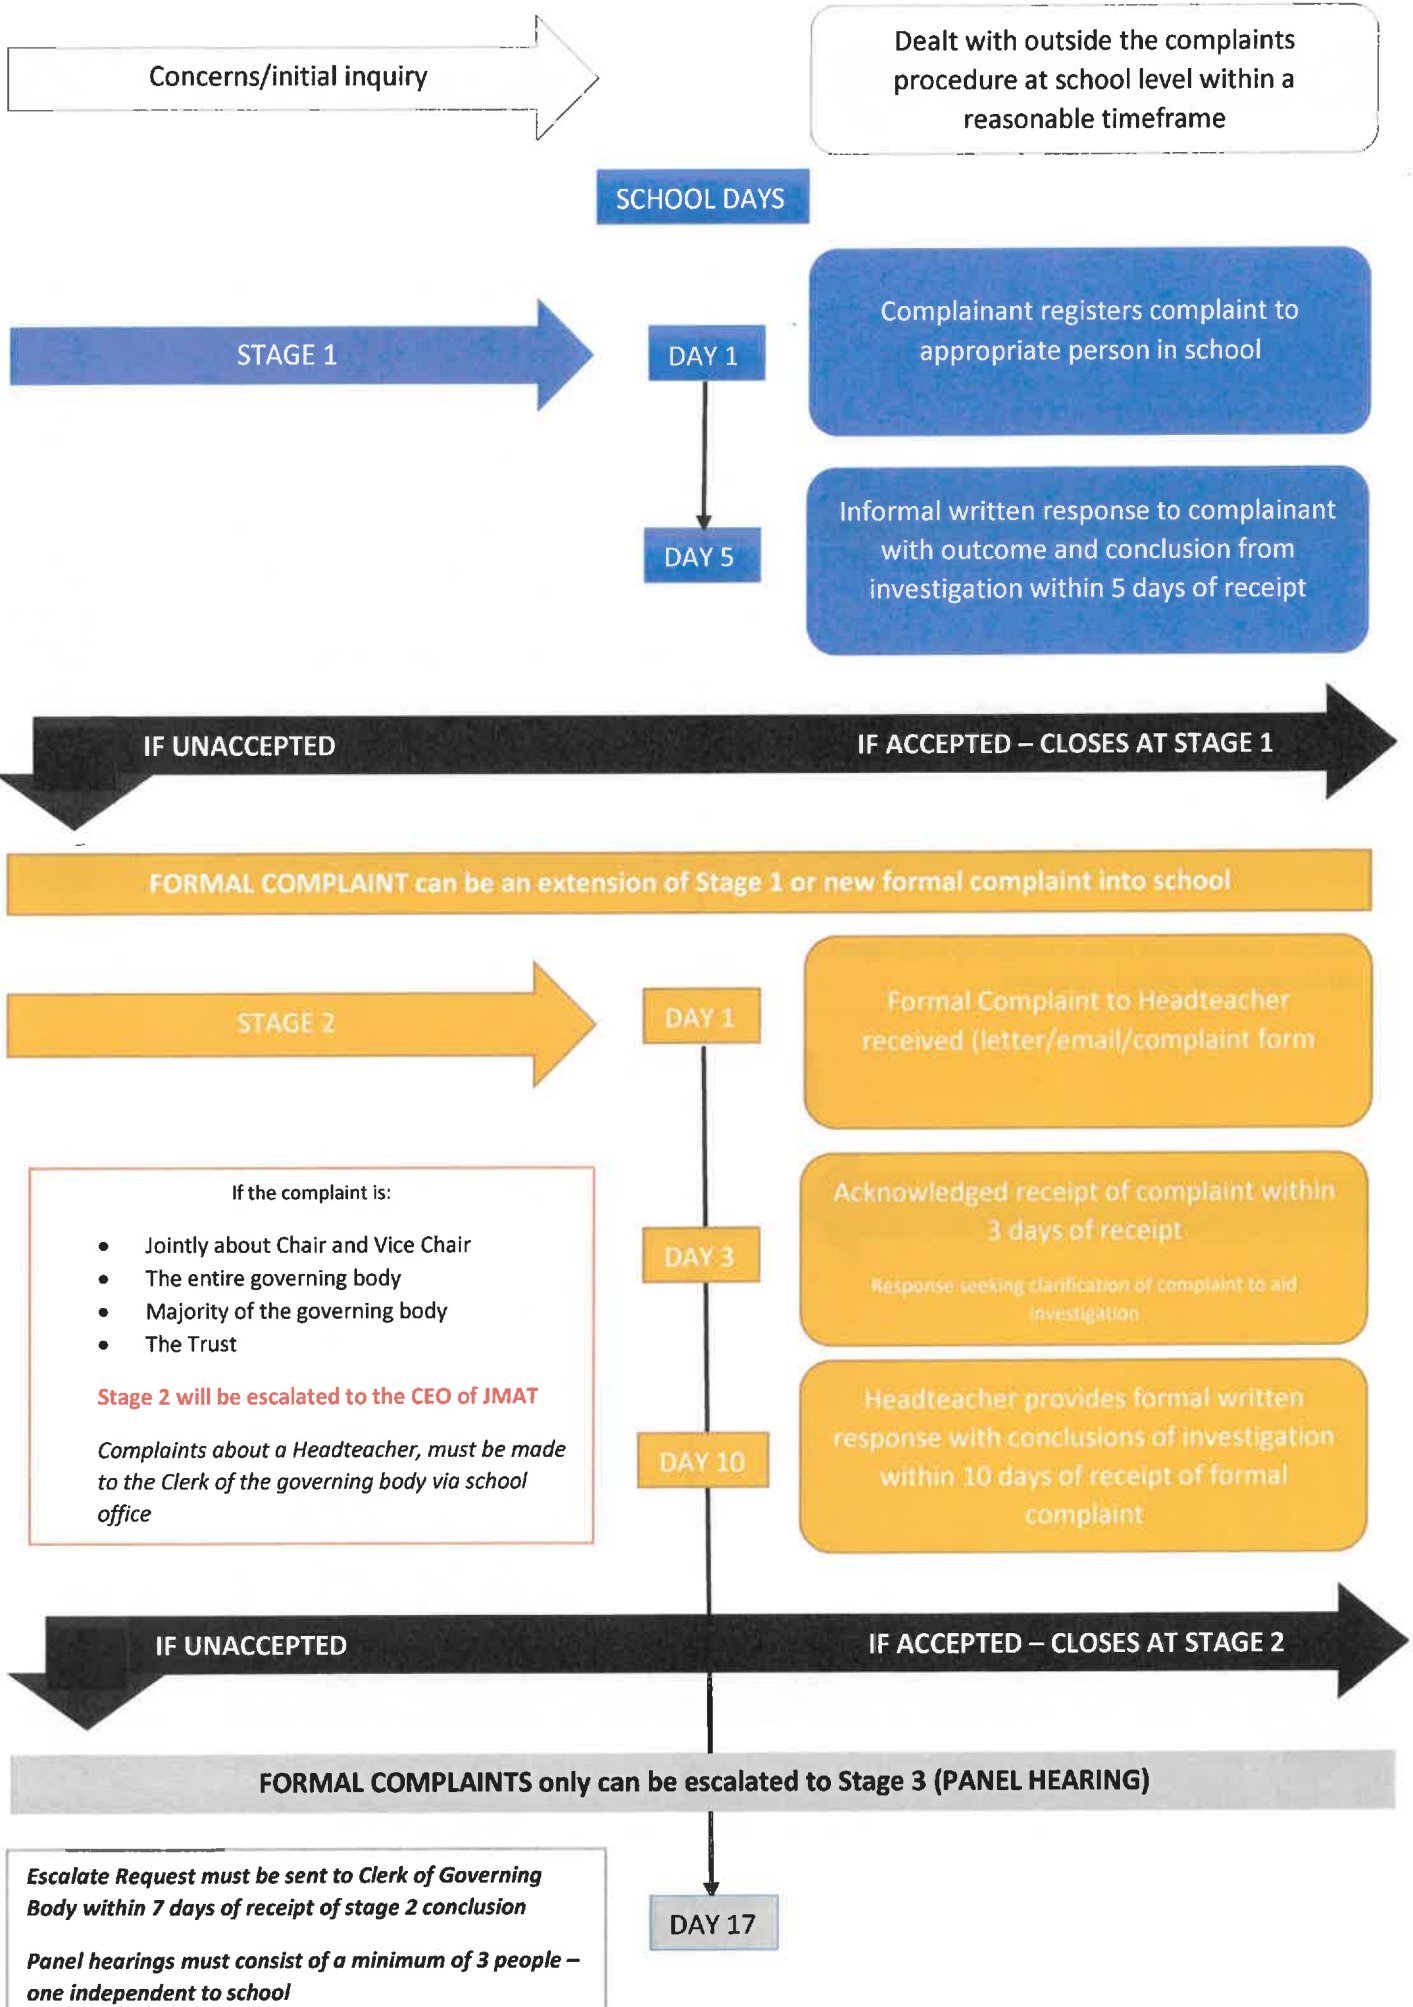 Concerns/initial inquiry
Dealt with outside the complaints
procedure at school level within a
reasonable timeframe
SCHOOL DAYS
STAGE 1
DAY 1
Complainant registers complaint to
appropriate person in school
DAY 5
Informal written response to complainant
with outcome and conclusion from
investigation within 5 days of receipt
IF UNACCEPTED
IF ACCEPTED – CLOSES AT STAGE 1
FORMAL COMPLAINT can be an extension of Stage 1 or new formal complaint into school
STAGE 2
DAY 1
Formal Complaint to Headteacher
received (letter/email/complaint form
If the complaint is:
• Jointly about Chair and Vice Chair
• The entire governing body
• Majority of the governing body
• The Trust
Stage 2 will be escalated to the CEO of JMAT
Complaints about a Headteacher, must be made
to the Clerk of the governing body via school
office
DAY 3
Acknowledged receipt of complaint within
3 days of receipt
Response seeking clarification of complaint to aid
investigation
DAY 10
Headteacher provides formal written
response with conclusions of investigation
within 10 days of receipt of formal
complaint
IF UNACCEPTED
IF ACCEPTED – CLOSES AT STAGE 2
FORMAL COMPLAINTS only can be escalated to Stage 3 (PANEL HEARING)
Escalate Request must be sent to Clerk of Governing
Body within 7 days of receipt of stage 2 conclusion
Panel hearings must consist of a minimum of 3 people –
one independent to school
DAY 17